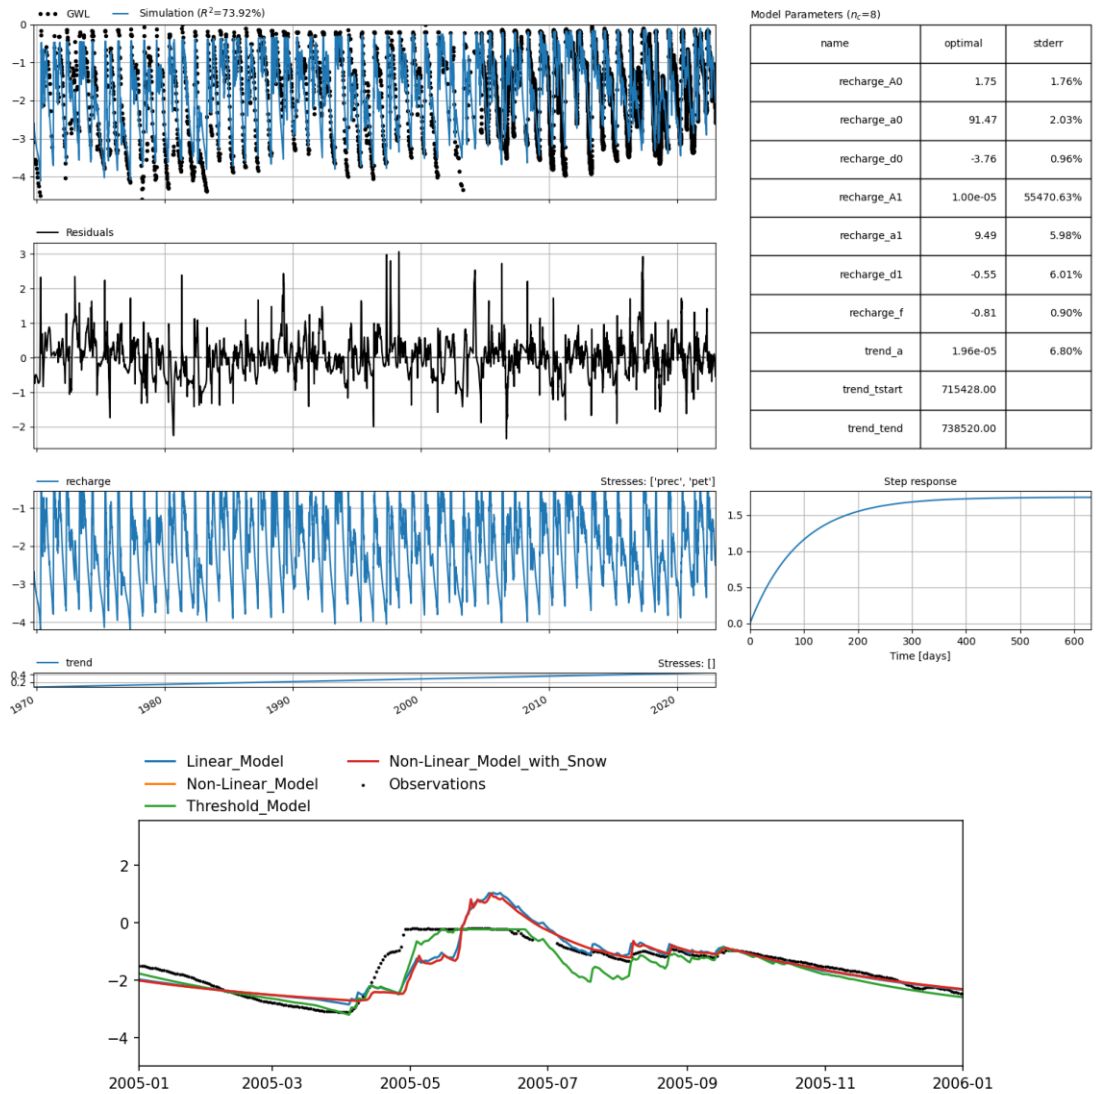 GWL
Simulation (R²=73.92%)
0
−1
−2
−3
−4
Residuals
3
2
1
0
−1
−2
recharge
Stresses: ['prec', 'pet']
−1
−2
−3
−4
trend
Stresses: []
0.4
0.2
1970 1980 1990 2000 2010 2020
Model Parameters (n_c=8)
name optimal stderr
recharge_A0 1.75 1.76%
recharge_a0 91.47 2.03%
recharge_d0 -3.76 0.96%
recharge_A1 1.00e-05 55470.63%
recharge_a1 9.49 5.98%
recharge_d1 -0.55 6.01%
recharge_f -0.81 0.90%
trend_a 1.96e-05 6.80%
trend_tstart 715428.00
trend_tend 738520.00
Step response
1.5
1.0
0.5
0.0
0 100 200 300 400 500 600
Time [days]
Linear_Model
Non-Linear_Model
Threshold_Model
Non-Linear_Model_with_Snow
Observations
2
0
−2
−4
2005-01 2005-03 2005-05 2005-07 2005-09 2005-11 2006-01